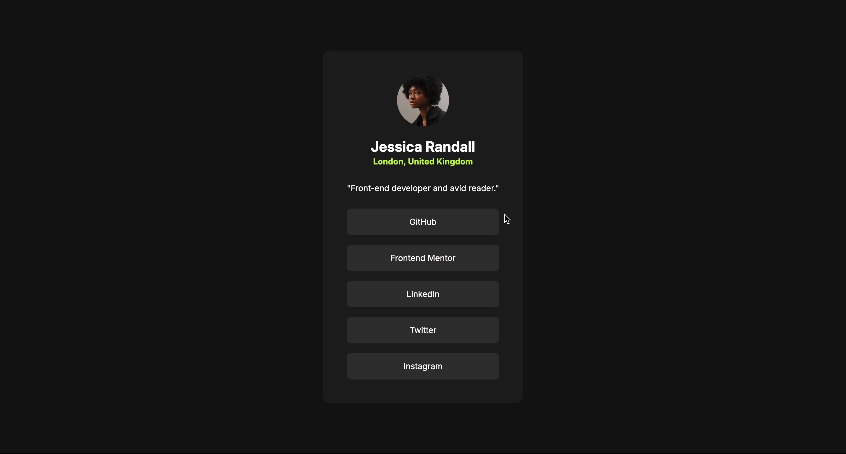 Jessica Randall
London, United Kingdom
"Front-end developer and avid reader."
GitHub
Frontend Mentor
LinkedIn
Twitter
Instagram